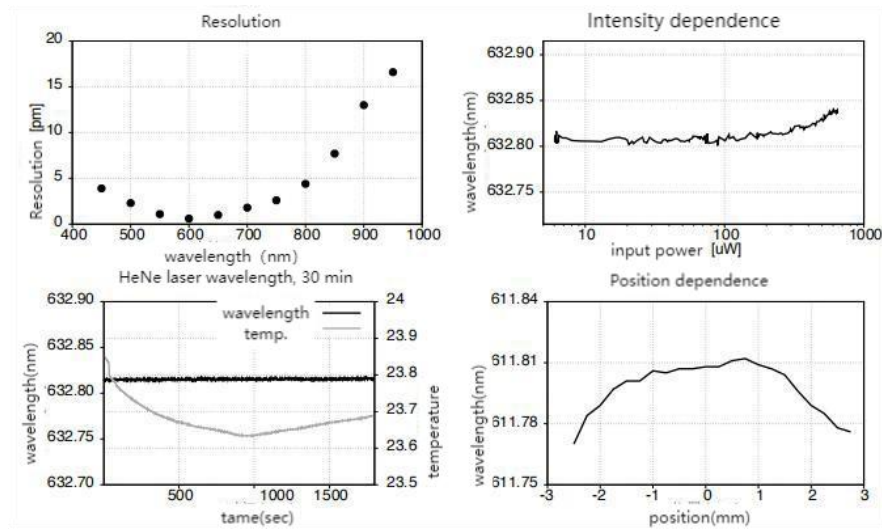 Resolution
20
15
10
5
0
Resolution [pm]
400 500 600 700 800 900 1000
wavelength (nm)
Intensity dependence
632.90
632.85
632.80
632.75
wavelength(nm)
10 100 1000
input power [uW]
HeNe laser wavelength, 30 min
632.90
632.85
632.80
632.75
632.70
wavelength(nm)
wavelength
temp.
24
23.9
23.8
23.7
23.6
23.5
temperature
500 1000 1500
tame(sec)
Position dependence
611.84
611.81
611.78
611.75
wavelength(nm)
-3 -2 -1 0 1 2 3
position(mm)